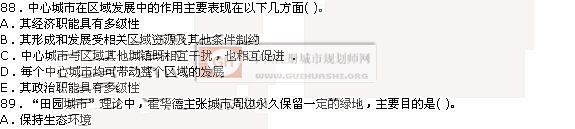 88．中心城市在区域发展中的作用主要表现在以下几方面( )。
A．其经济职能具有多级性
B．其形成和发展受相关区域资源及其他条件制约
C．中心城市与区域其他城镇既相互干扰，也相互促进
D．每个中心城市均可带动整个区域的发展
E．其政治职能具有多级性
89．“田园城市”理论中，霍华德主张城市周边永久保留一定的绿地，主要目的是( )。
A．保持生态环境
城市规划师网
WWW.GUIHUASHI.ORG